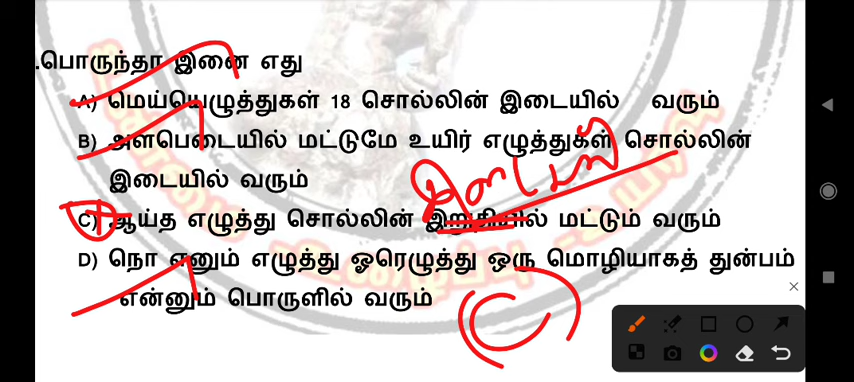 .பொருந்தா இணை எது
A) மெய்யெழுத்துகள் 18 சொல்லின் இடையில் வரும்
B) அளபெடையில் மட்டுமே உயிர் எழுத்துகள் சொல்லின்
இடையில் வரும்
இடையில்
C) ஆய்த எழுத்து சொல்லின் இறுதியில் மட்டும் வரும்
D) நொ எனும் எழுத்து ஓரெழுத்து ஒரு மொழியாகத் துன்பம்
என்னும் பொருளில் வரும்
C